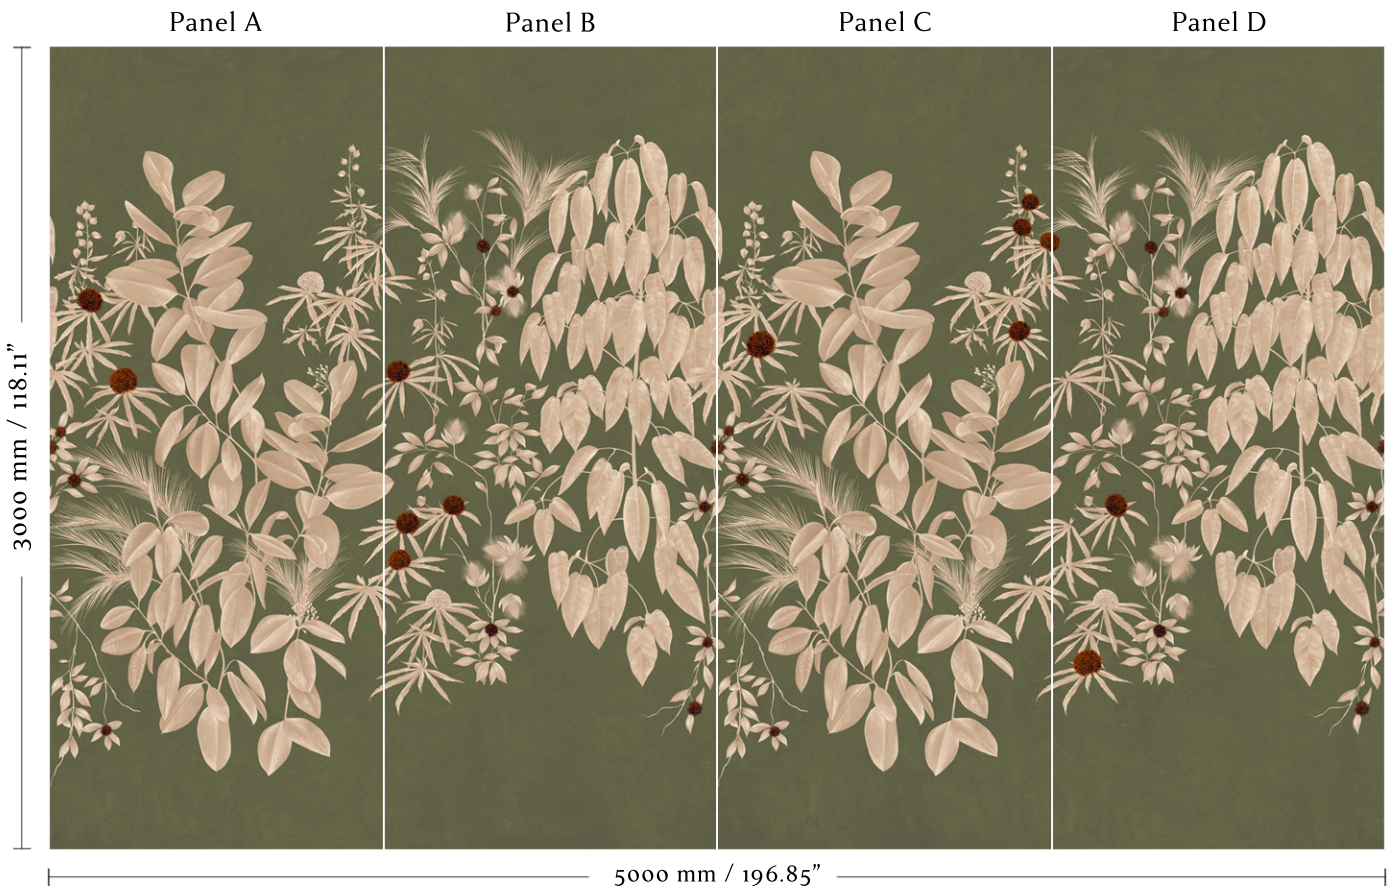 Panel A
Panel B
Panel C
Panel D
3000 mm / 118.11”
5000 mm / 196.85”